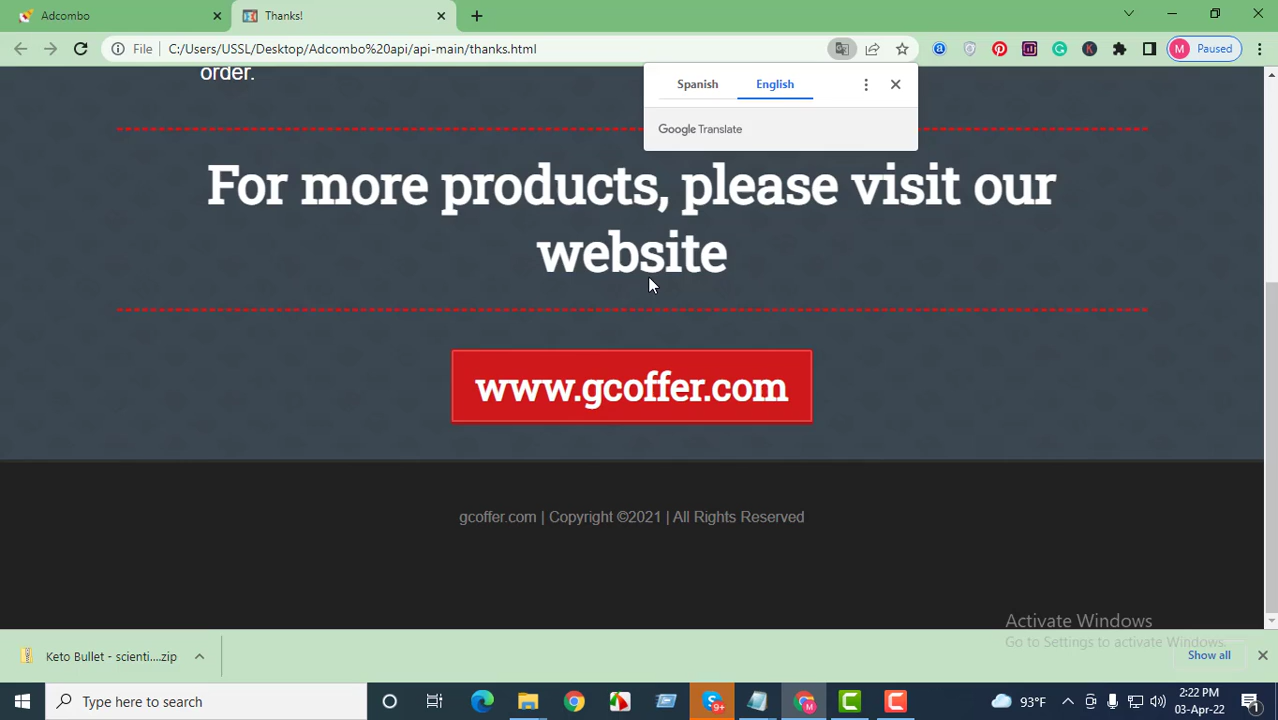 Adcombo
Thanks!
File
C:/Users/USSL/Desktop/Adcombo%20api/api-main/thanks.html
Paused
M
order.
Spanish
English
Google Translate
For more products, please visit our
website
www.gcoffer.com
gcoffer.com | Copyright ©2021 | All Rights Reserved
Activate Windows
Go to Settings to activate Windows.
Keto Bullet - scienti....zip
Show all
Type here to search
9+
M
93°F
2:22 PM
03-Apr-22
1